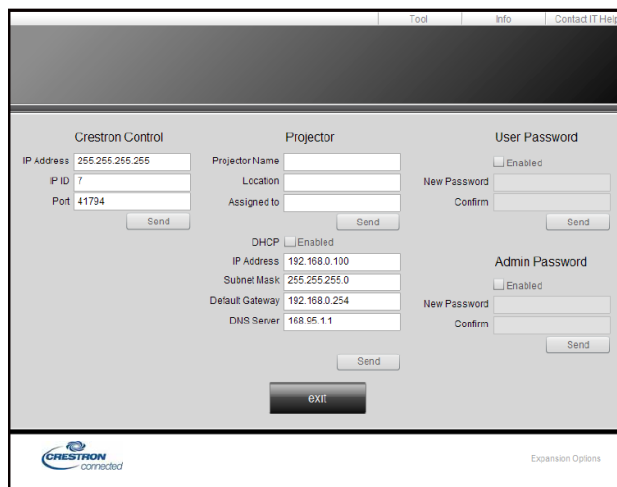 Tool Info Contact IT Help
Crestron Control
IP Address 255.255.255.255
IP ID 7
Port 41794
Send
Projector
Projector Name
Location
Assigned to
Send
DHCP Enabled
IP Address 192.168.0.100
Subnet Mask 255.255.255.0
Default Gateway 192.168.0.254
DNS Server 168.95.1.1
Send
User Password
Enabled
New Password
Confirm
Send
Admin Password
Enabled
New Password
Confirm
Send
exit
CRESTRON
connected
Expansion Options